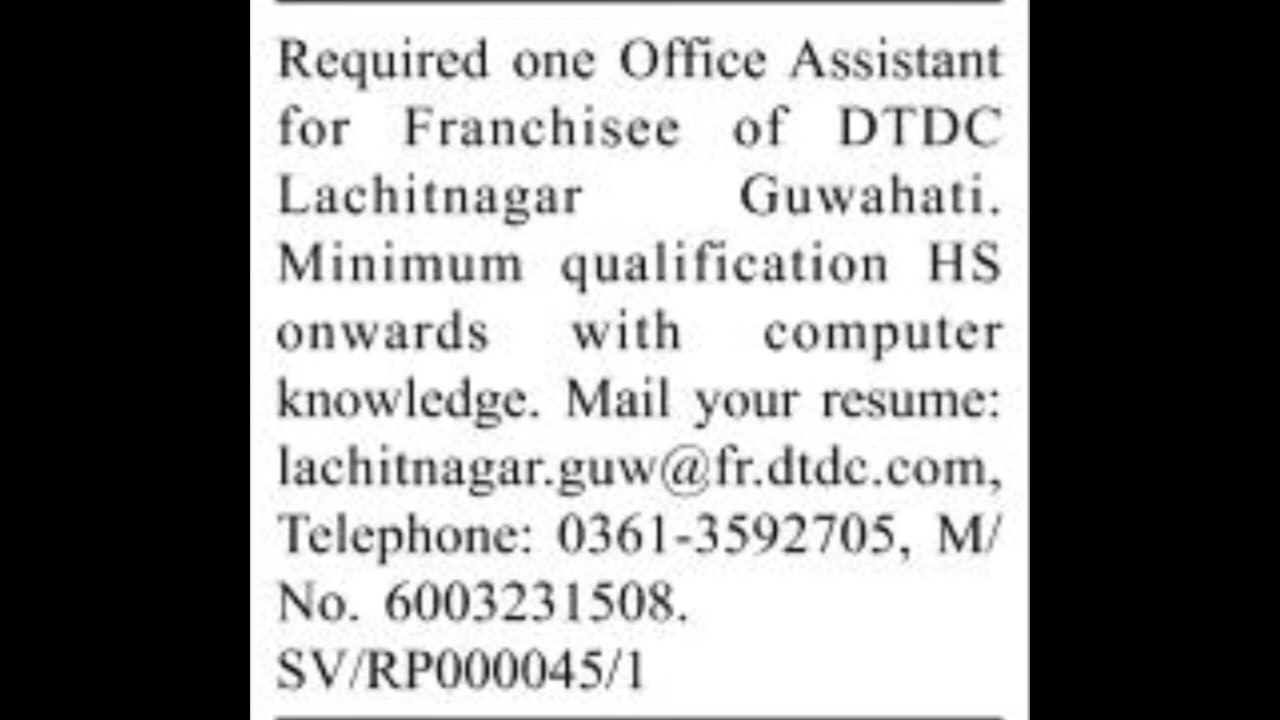 Required one Office Assistant
for Franchisee of DTDC
Lachitnagar Guwahati.
Minimum qualification HS
onwards with computer
knowledge. Mail your resume:
lachitnagar.guw@fr.dtdc.com,
Telephone: 0361-3592705, M/
No. 6003231508.
SV/RP000045/1